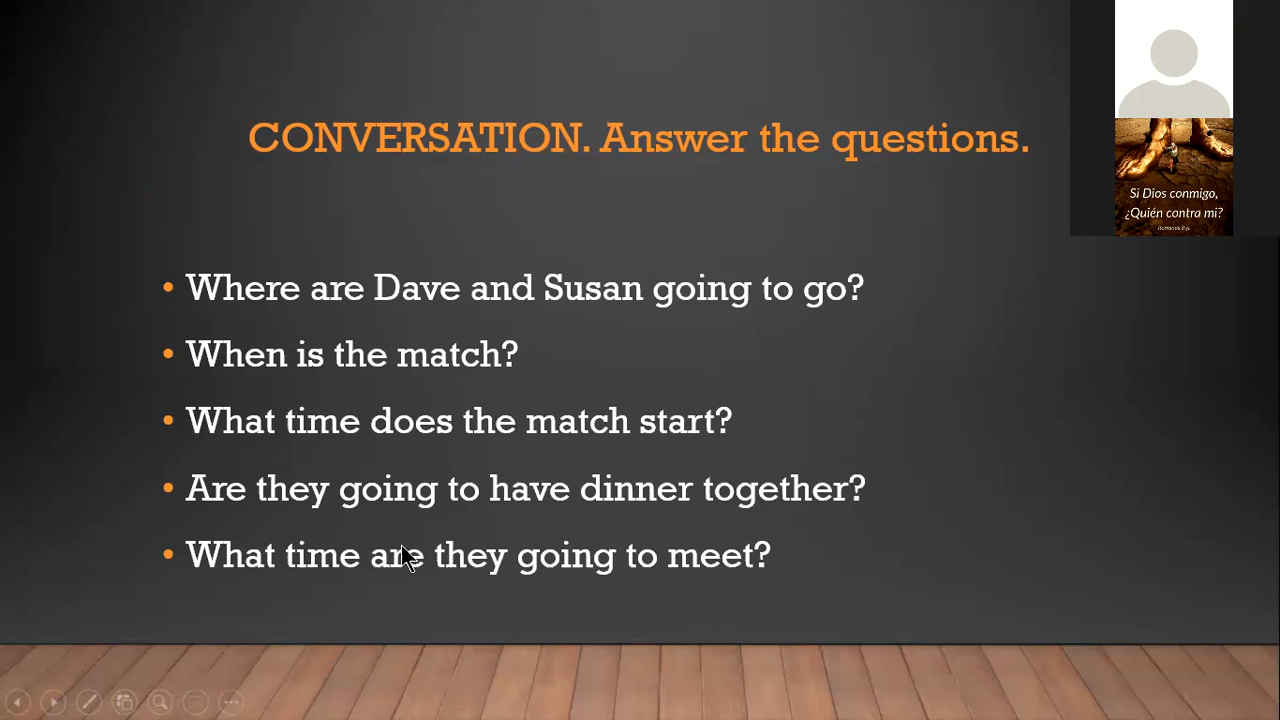 CONVERSATION. Answer the questions.
Si Dios conmigo,
¿Quién contra mi?
• Where are Dave and Susan going to go?
• When is the match?
• What time does the match start?
• Are they going to have dinner together?
• What time are they going to meet?